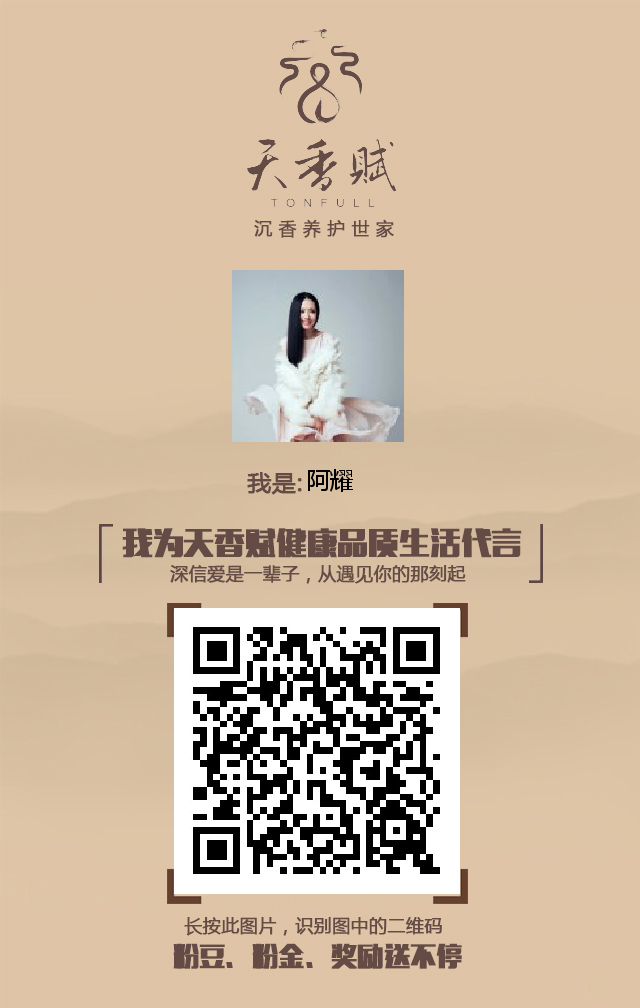 天香赋
TONFULL
沉香养护世家
我是:阿耀
我为天香赋健康品质生活代言
深信爱是一辈子，从遇见你的那刻起
长按此图片，识别图中的二维码
粉豆、粉金、奖励送不停